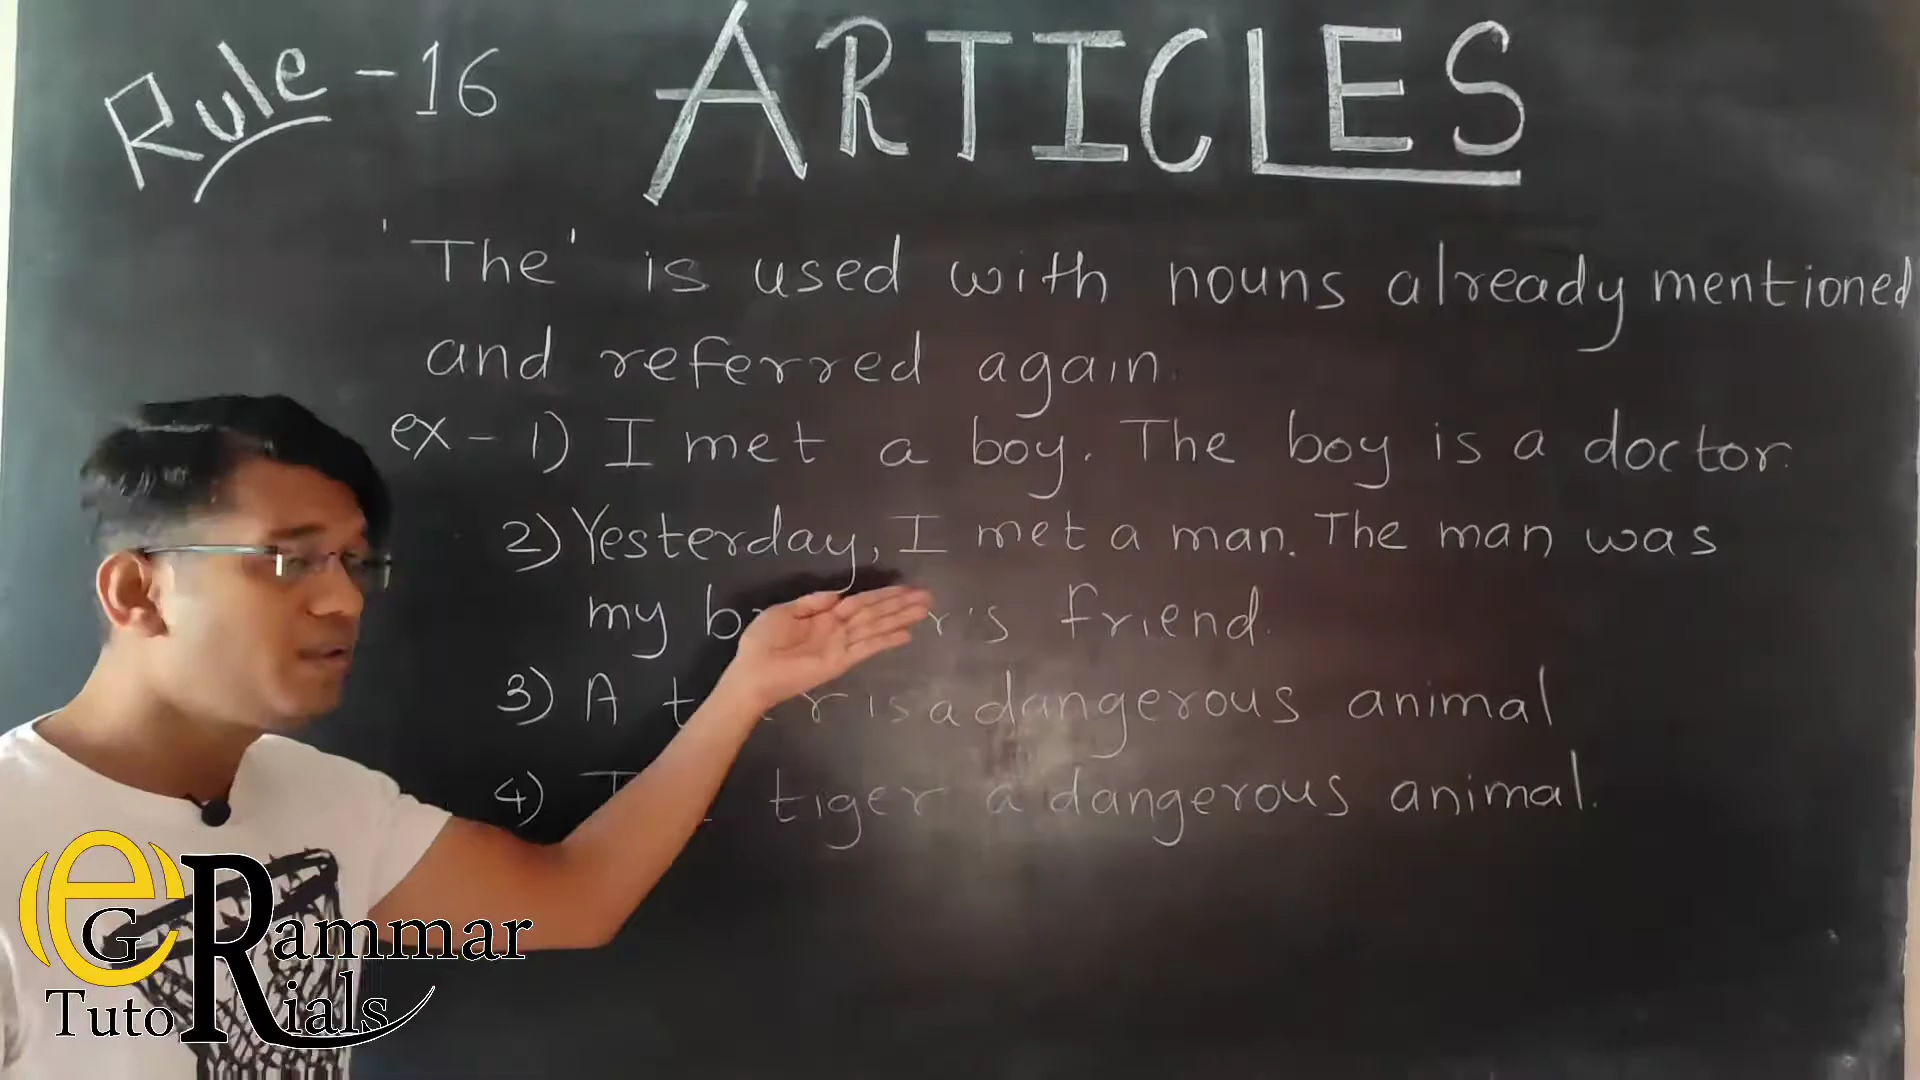 Rule - 16
ARTICLES
'The' is used with nouns already mentioned
and referred again.
ex - 1) I met a boy. The boy is a doctor.
2) Yesterday, I met a man. The man was
my friend.
3) A is a dangerous animal
4) tiger a dangerous animal.
eGRammar
TutoRials